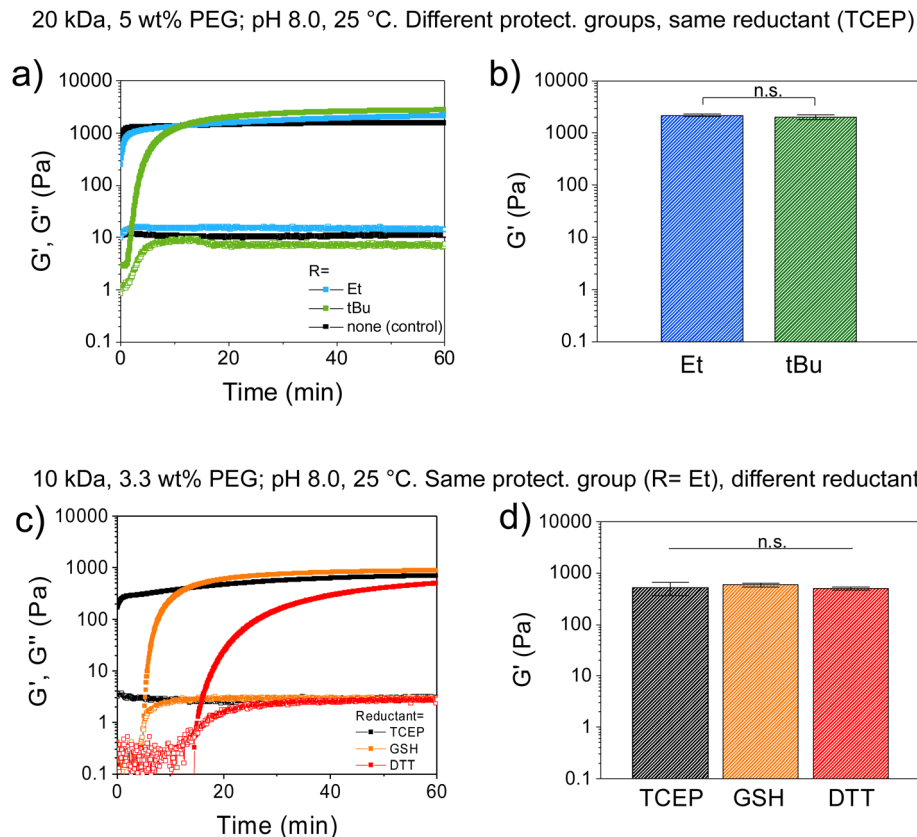 20 kDa, 5 wt% PEG; pH 8.0, 25 °C. Different protect. groups, same reductant (TCEP)
a)
10000
1000
100
10
1
0.1
G', G'' (Pa)
R=
Et
tBu
none (control)
0
20
40
60
Time (min)
b)
10000
1000
100
10
1
0.1
G' (Pa)
n.s.
Et
tBu
10 kDa, 3.3 wt% PEG; pH 8.0, 25 °C. Same protect. group (R= Et), different reductant
c)
10000
1000
100
10
1
0.1
G', G'' (Pa)
Reductant=
TCEP
GSH
DTT
0
20
40
60
Time (min)
d)
10000
1000
100
10
1
0.1
G' (Pa)
n.s.
TCEP
GSH
DTT